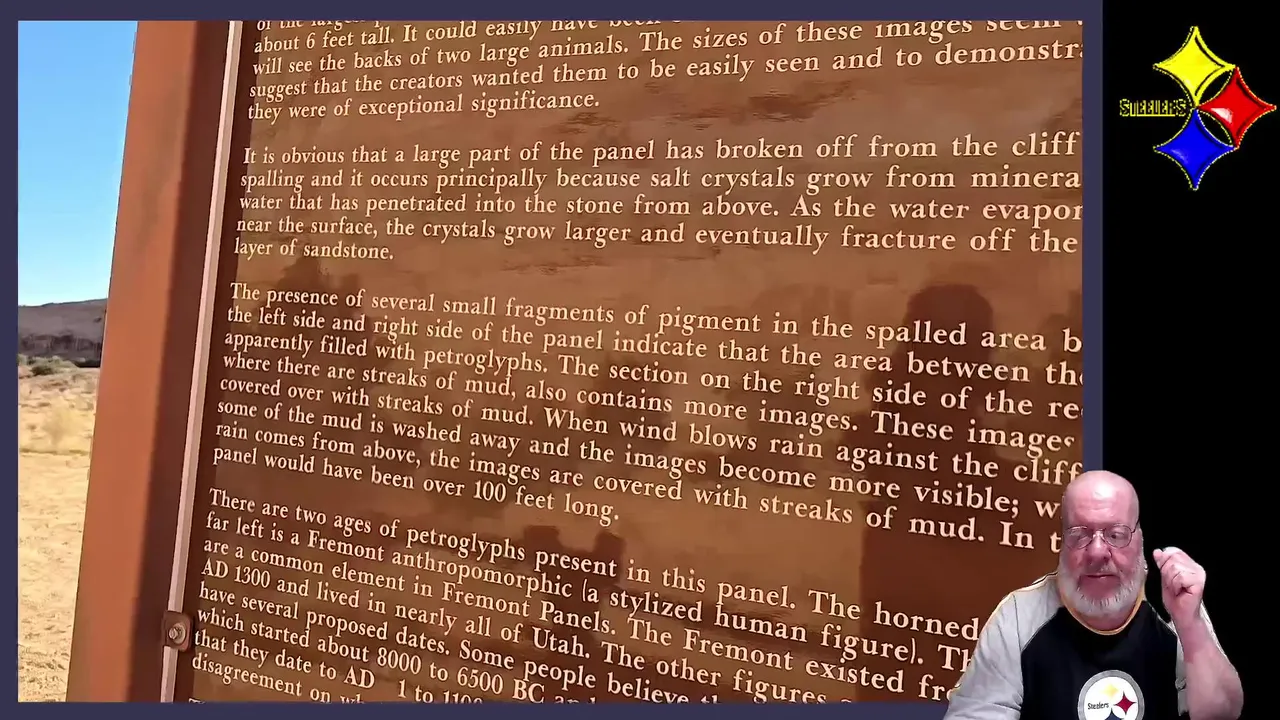 about 6 feet tall. It could easily have been
will see the backs of two large animals. The sizes of these images seem
suggest that the creators wanted them to be easily seen and to demonstra
they were of exceptional significance.
It is obvious that a large part of the panel has broken off from the cliff
spalling and it occurs principally because salt crystals grow from minera
water that has penetrated into the stone from above. As the water evapor
near the surface, the crystals grow larger and eventually fracture off the
layer of sandstone.
The presence of several small fragments of pigment in the spalled area b
the left side and right side of the panel indicate that the area between the
apparently filled with petroglyphs. The section on the right side of the re
where there are streaks of mud, also contains more images. These images
covered over with streaks of mud. When wind blows rain against the cliff
some of the mud is washed away and the images become more visible; w
rain comes from above, the images are covered with streaks of mud. In t
panel would have been over 100 feet long.
There are two ages of petroglyphs present in this panel. The horned
far left is a Fremont anthropomorphic (a stylized human figure). Th
are a common element in Fremont Panels. The Fremont existed fr
AD 1300 and lived in nearly all of Utah. The other figures
have several proposed dates. Some people believe
which started about 8000 to 6500 BC
that they date to AD 1 to
disagreement on
STEELERS
Steelers